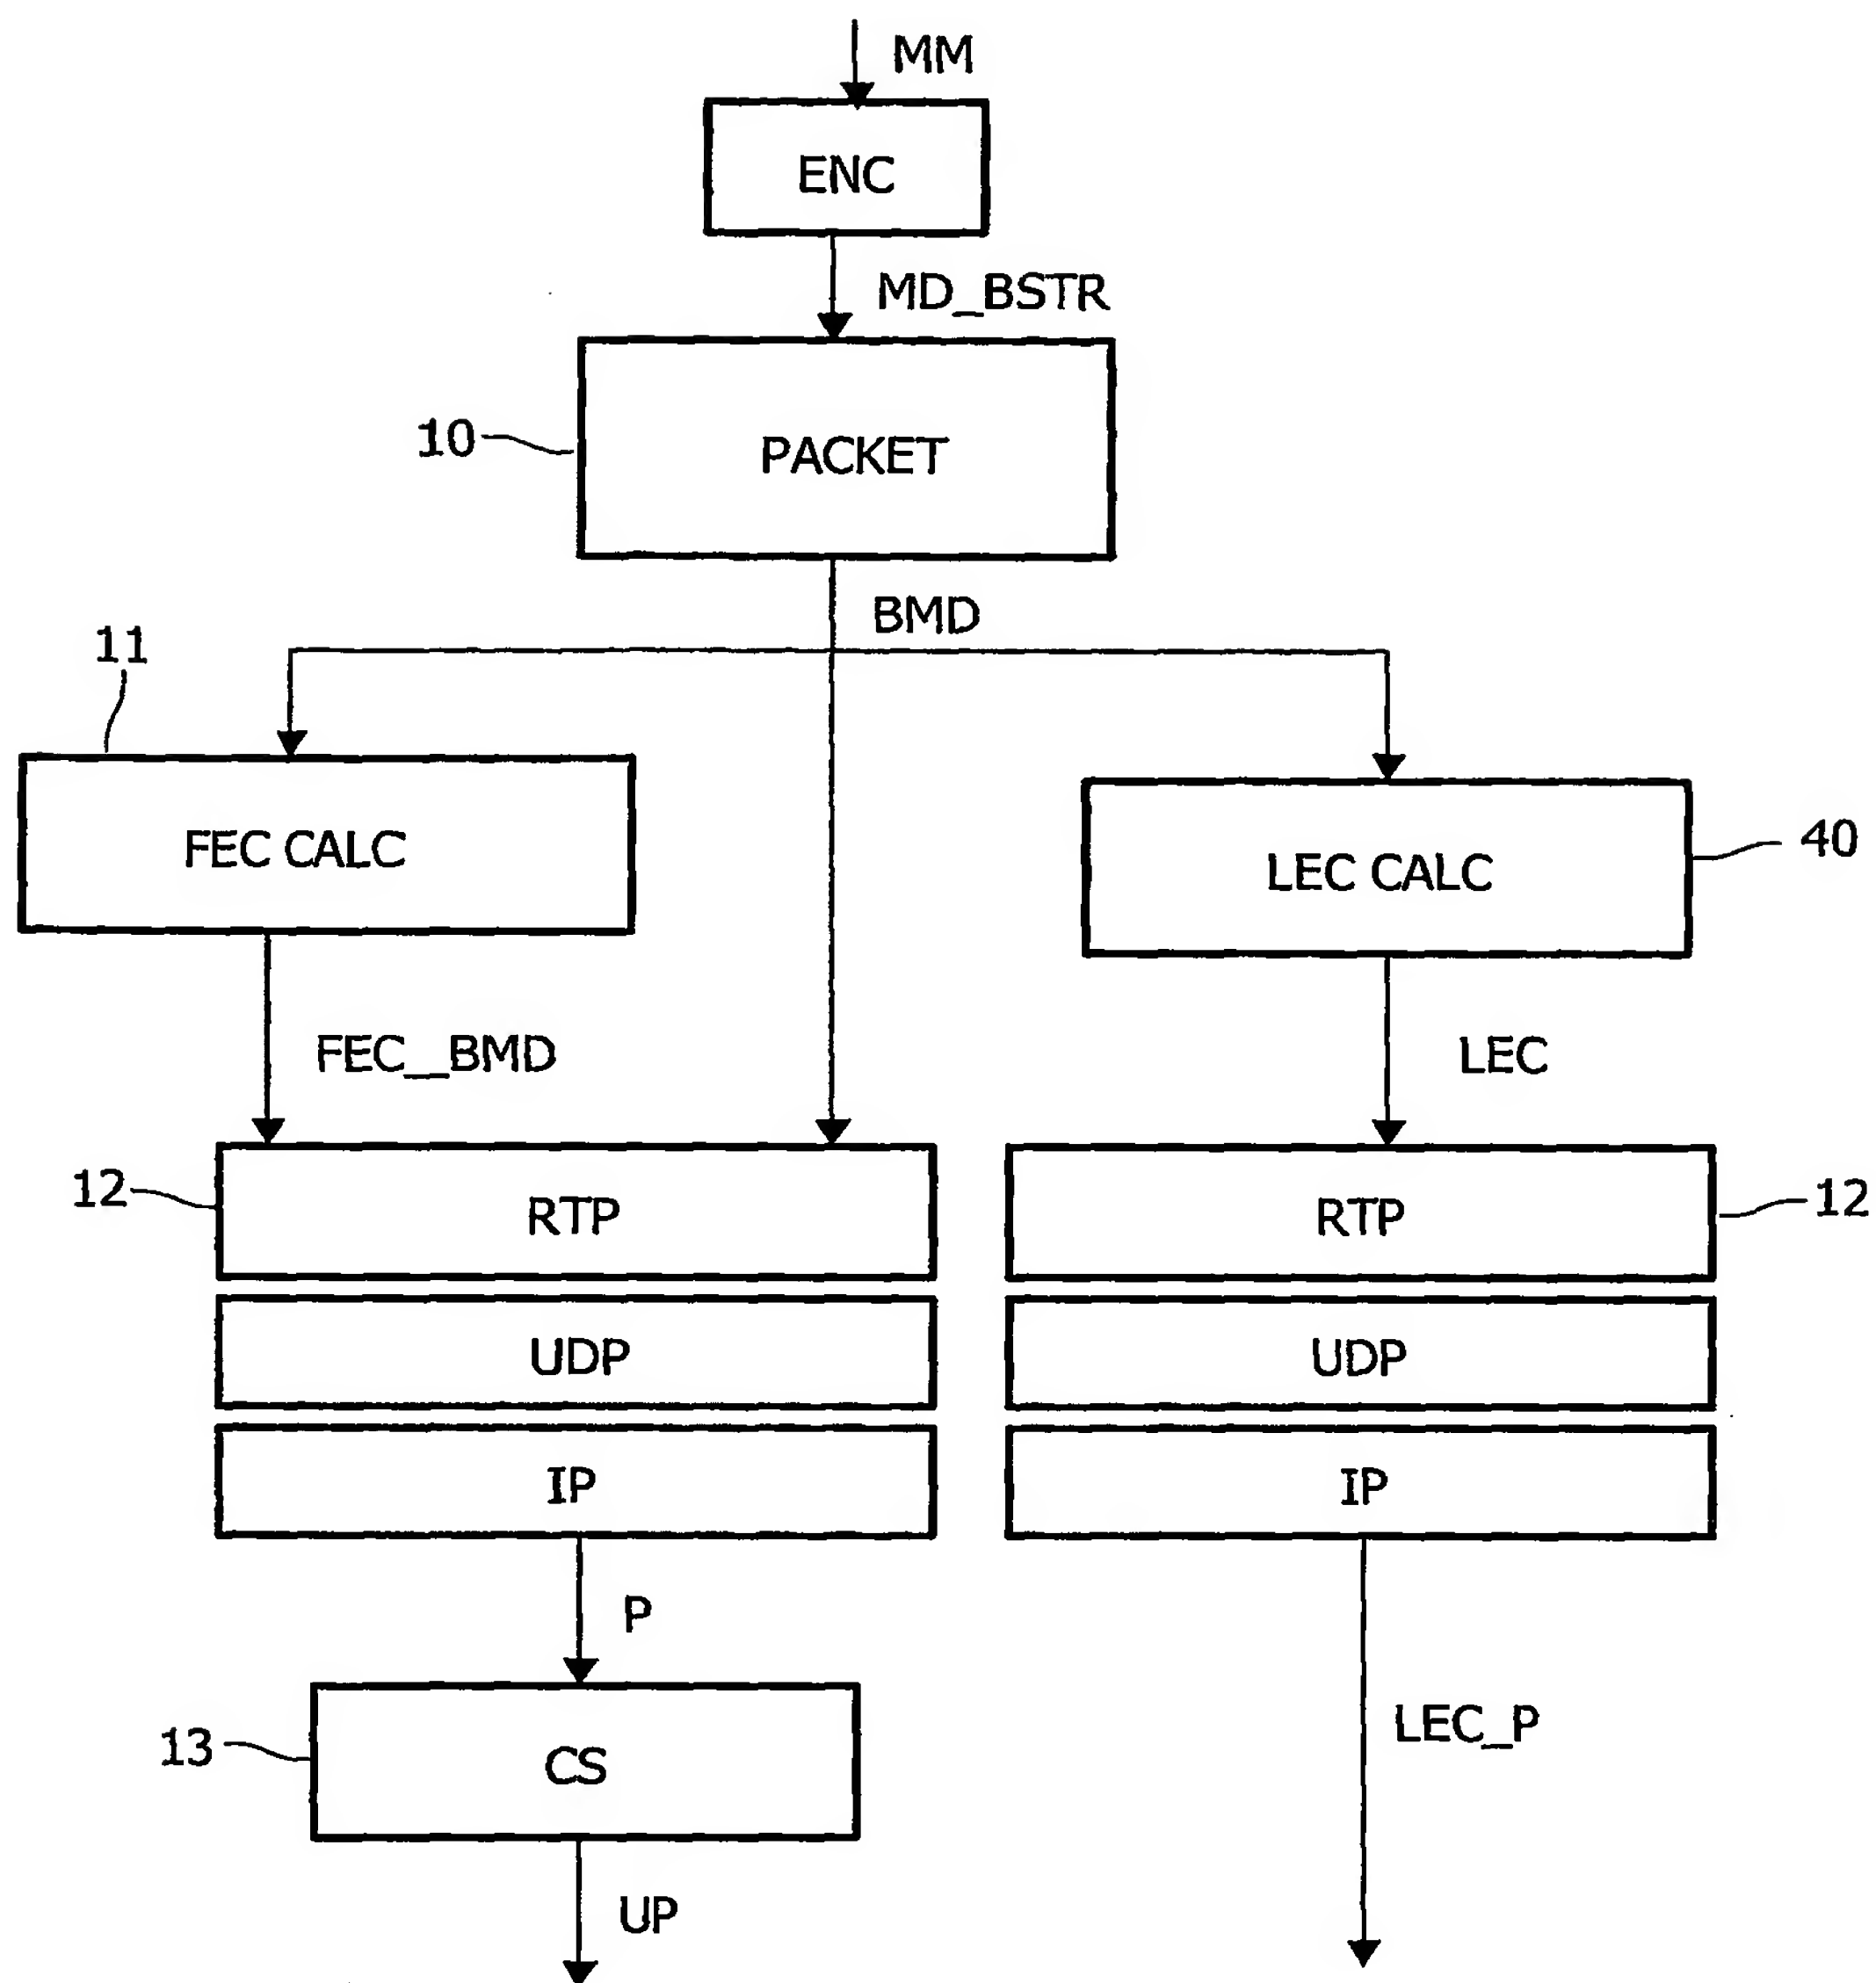 MM
ENC
MD_BSTR
10
PACKET
BMD
11
FEC CALC
LEC CALC
40
FEC_BMD
LEC
12
RTP
RTP
12
UDP
UDP
IP
IP
P
LEC_P
13
CS
UP